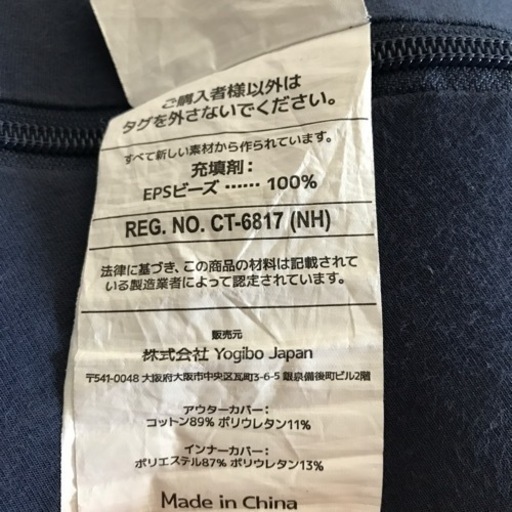 ご購入者様以外は
タグを外さないでください。
すべて新しい素材から作られています。
充填剤：
EPSビーズ …… 100%
REG. NO. CT-6817 (NH)
法律に基づき、この商品の材料は記載されて
いる製造業者によって認定されています。
販売元
株式会社 Yogibo Japan
〒541-0048 大阪府大阪市中央区瓦町3-6-5 銀泉備後町ビル2階
アウターカバー：
コットン89% ポリウレタン11%
インナーカバー：
ポリエステル87% ポリウレタン13%
Made in China